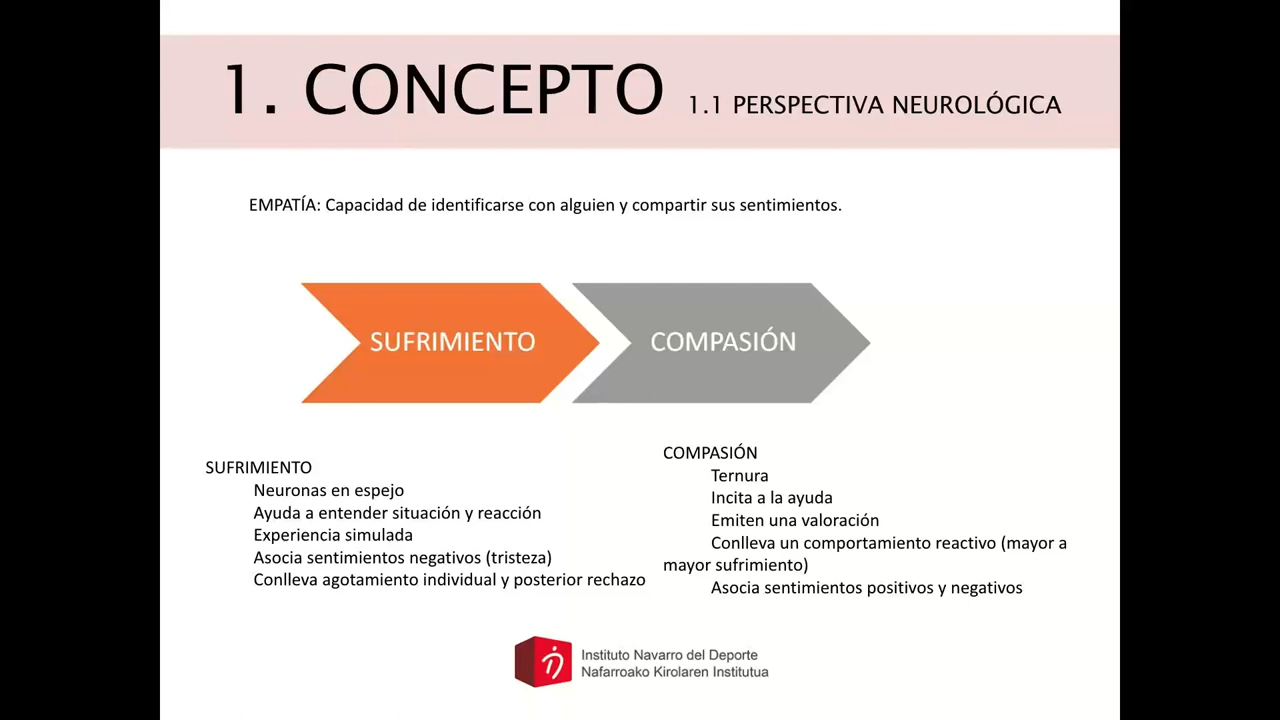 1. CONCEPTO 1.1 PERSPECTIVA NEUROLÓGICA
EMPATÍA: Capacidad de identificarse con alguien y compartir sus sentimientos.
SUFRIMIENTO
COMPASIÓN
SUFRIMIENTO
Neuronas en espejo
Ayuda a entender situación y reacción
Experiencia simulada
Asocia sentimientos negativos (tristeza)
Conlleva agotamiento individual y posterior rechazo
COMPASIÓN
Ternura
Incita a la ayuda
Emiten una valoración
Conlleva un comportamiento reactivo (mayor a
mayor sufrimiento)
Asocia sentimientos positivos y negativos
Instituto Navarro del Deporte
Nafarroako Kirolaren Institutua